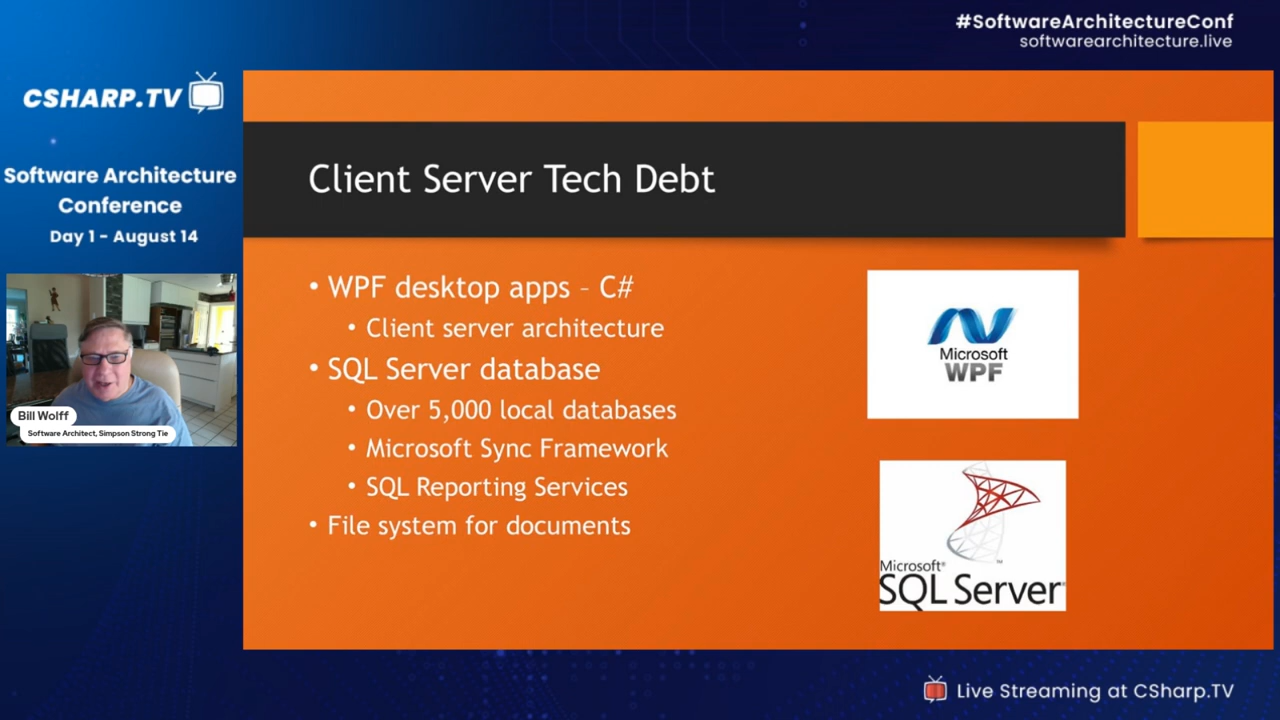 #SoftwareArchitectureConf
softwarearchitecture.live
CSHARP.TV
Software Architecture
Conference
Day 1 - August 14
Bill Wolff
Software Architect, Simpson Strong Tie
Client Server Tech Debt
• WPF desktop apps – C#
• Client server architecture
• SQL Server database
• Over 5,000 local databases
• Microsoft Sync Framework
• SQL Reporting Services
• File system for documents
Microsoft
WPF
Microsoft®
SQL Server®
Live Streaming at CSharp.TV